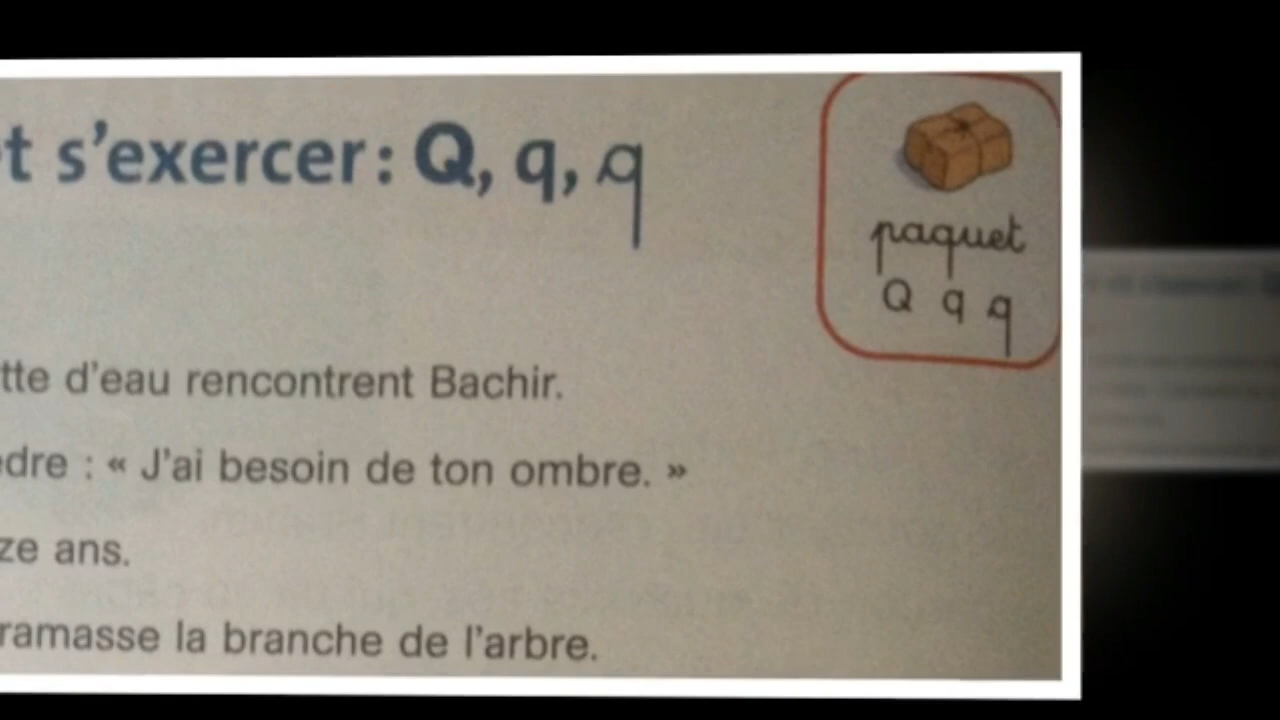 t s'exercer : Q, q, q
paquet
Q q q
tte d'eau rencontrent Bachir.
dre : « J'ai besoin de ton ombre. »
ze ans.
ramasse la branche de l'arbre.